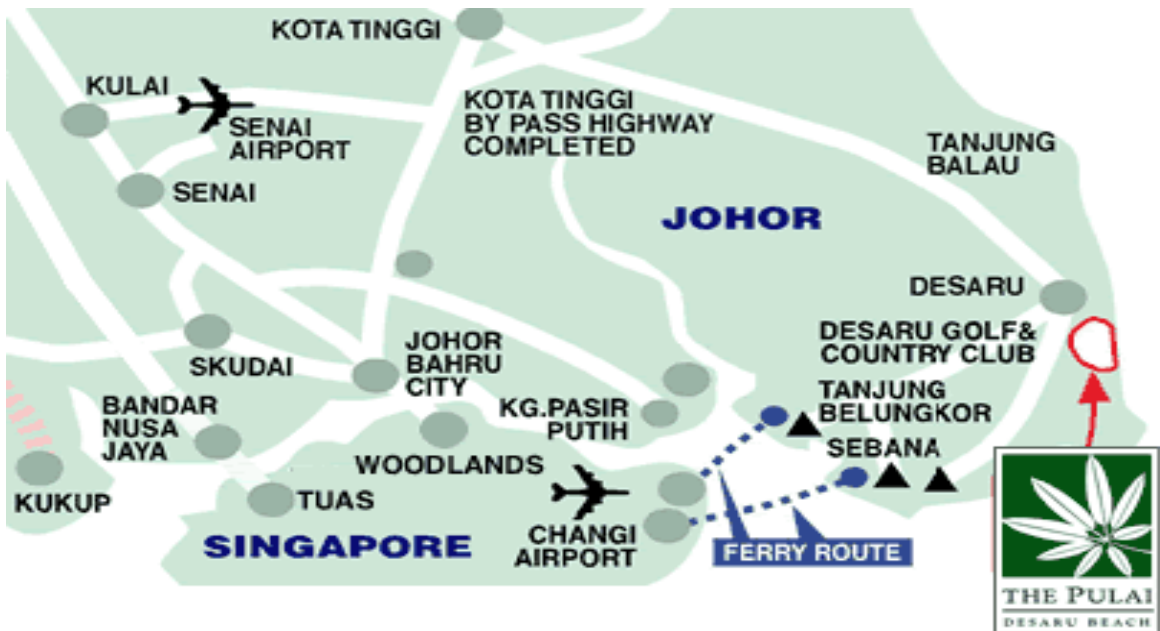 KOTA TINGGI
KULAI
SENAI
AIRPORT
KOTA TINGGI
BY PASS HIGHWAY
COMPLETED
TANJUNG
BALAU
SENAI
JOHOR
DESARU
SKUDAI
JOHOR
BAHRU
CITY
DESARU GOLF&
COUNTRY CLUB
BANDAR
NUSA
JAYA
KG.PASIR
PUTIH
TANJUNG
BELUNGKOR
SEBANA
WOODLANDS
KUKUP
TUAS
SINGAPORE
CHANGI
AIRPORT
FERRY ROUTE
THE PULAI
DESARU BEACH